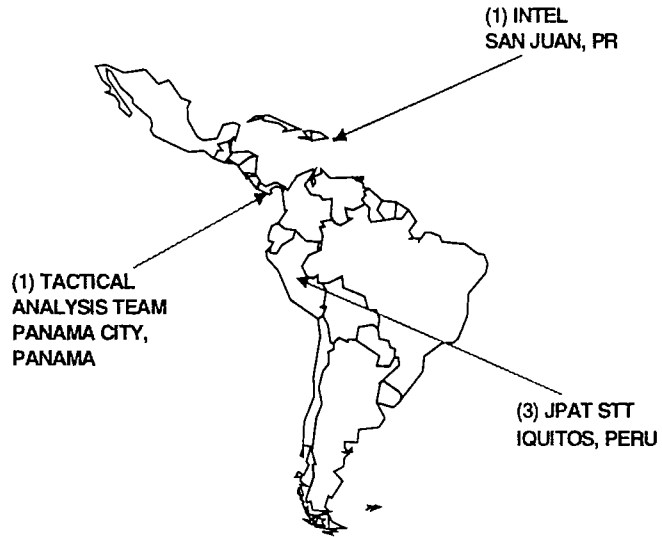 (1) INTEL
SAN JUAN, PR
(1) TACTICAL
ANALYSIS TEAM
PANAMA CITY,
PANAMA
(3) JPAT STT
IQUITOS, PERU